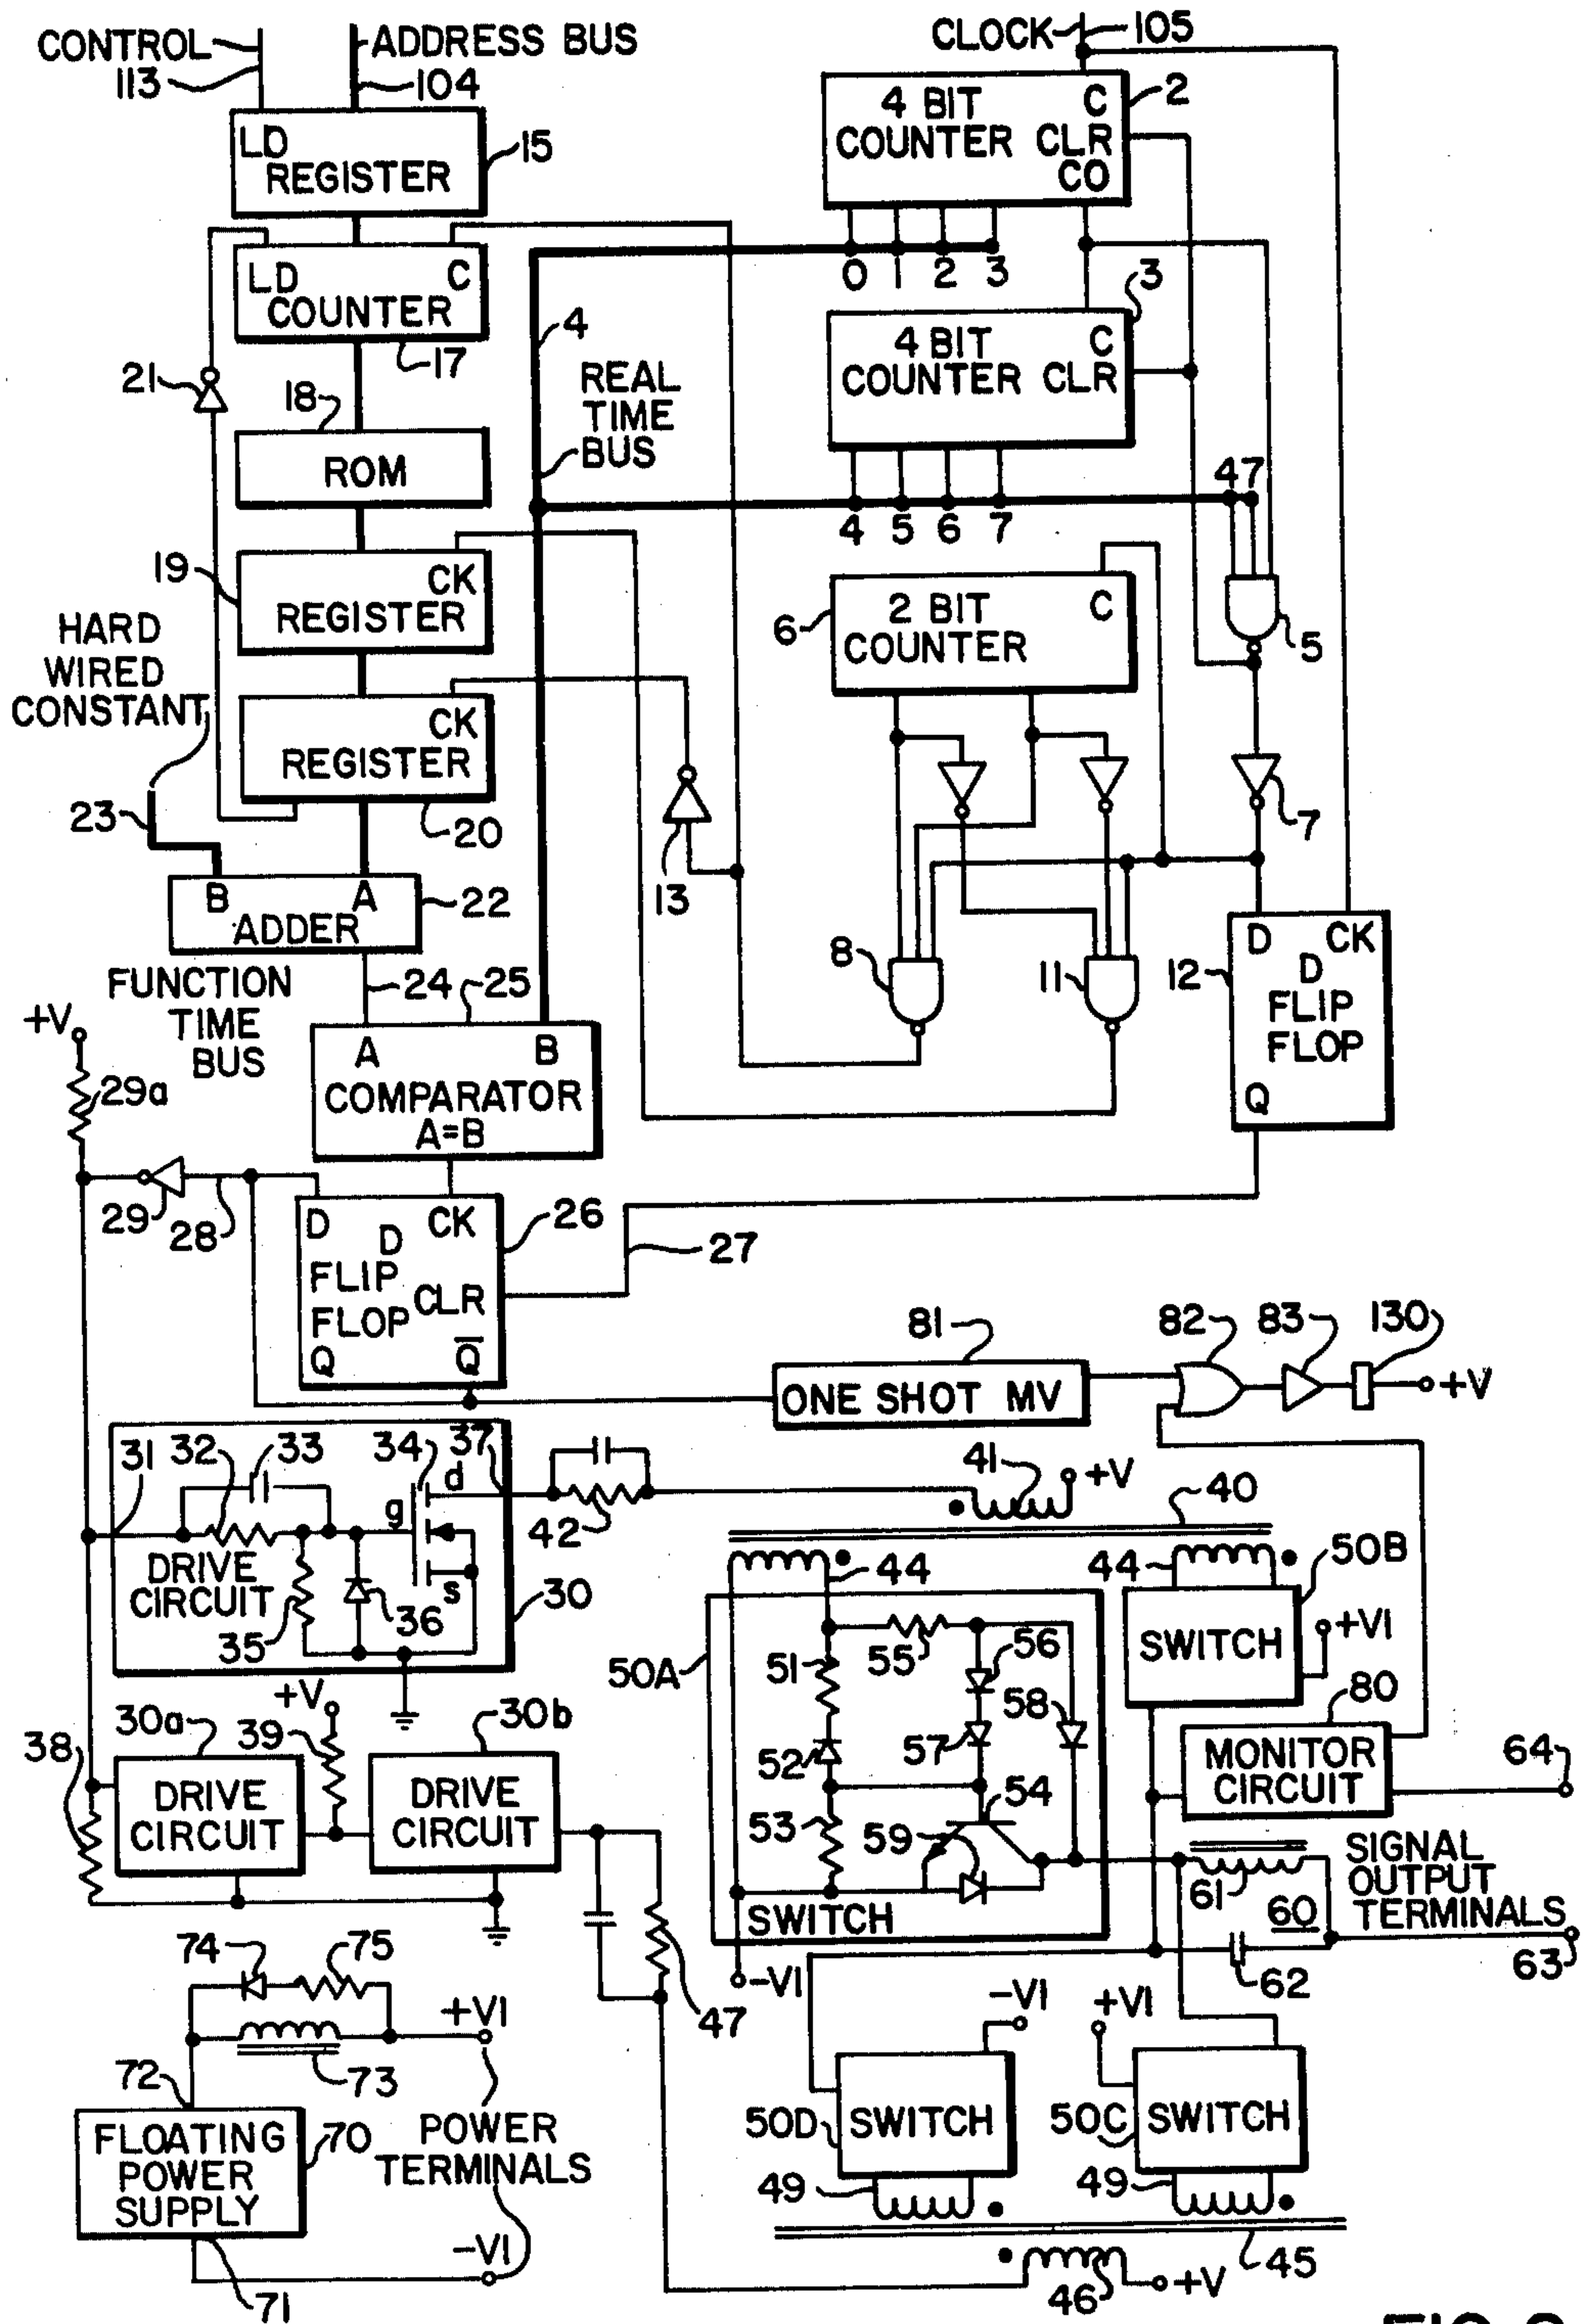 CONTROL
113
ADDRESS BUS
104
CLOCK
105
LD
REGISTER
15
4 BIT
COUNTER
C
CLR
CO
2
LD
C
COUNTER
17
0
1
2
3
3
4 BIT
COUNTER
C
CLR
4
REAL
TIME
BUS
21
18
ROM
4
5
6
7
47
19
CK
REGISTER
6
2 BIT
COUNTER
C
5
HARD
WIRED
CONSTANT
CK
REGISTER
20
23
13
7
B
A
ADDER
22
8
11
12
D
CK
D
FLIP
FLOP
Q
FUNCTION
TIME
BUS
24
25
+V
29a
A
B
COMPARATOR
A=B
29
28
D
CK
D
FLIP
FLOP
CLR
Q
Q̅
26
27
81
ONE SHOT MV
82
83
130
+V
31
32
33
34
37
g
d
s
DRIVE
CIRCUIT
35
36
30
42
41
+V
40
44
44
50B
SWITCH
+V1
50A
51
52
53
54
55
56
57
58
59
SWITCH
-V1
80
MONITOR
CIRCUIT
64
38
30a
DRIVE
CIRCUIT
+V
39
30b
DRIVE
CIRCUIT
61
60
62
SIGNAL
OUTPUT
TERMINALS
63
74
75
+V1
73
72
47
FLOATING
POWER
SUPPLY
70
POWER
TERMINALS
-V1
71
-V1
+V1
50D
SWITCH
50C
SWITCH
49
49
45
46
+V